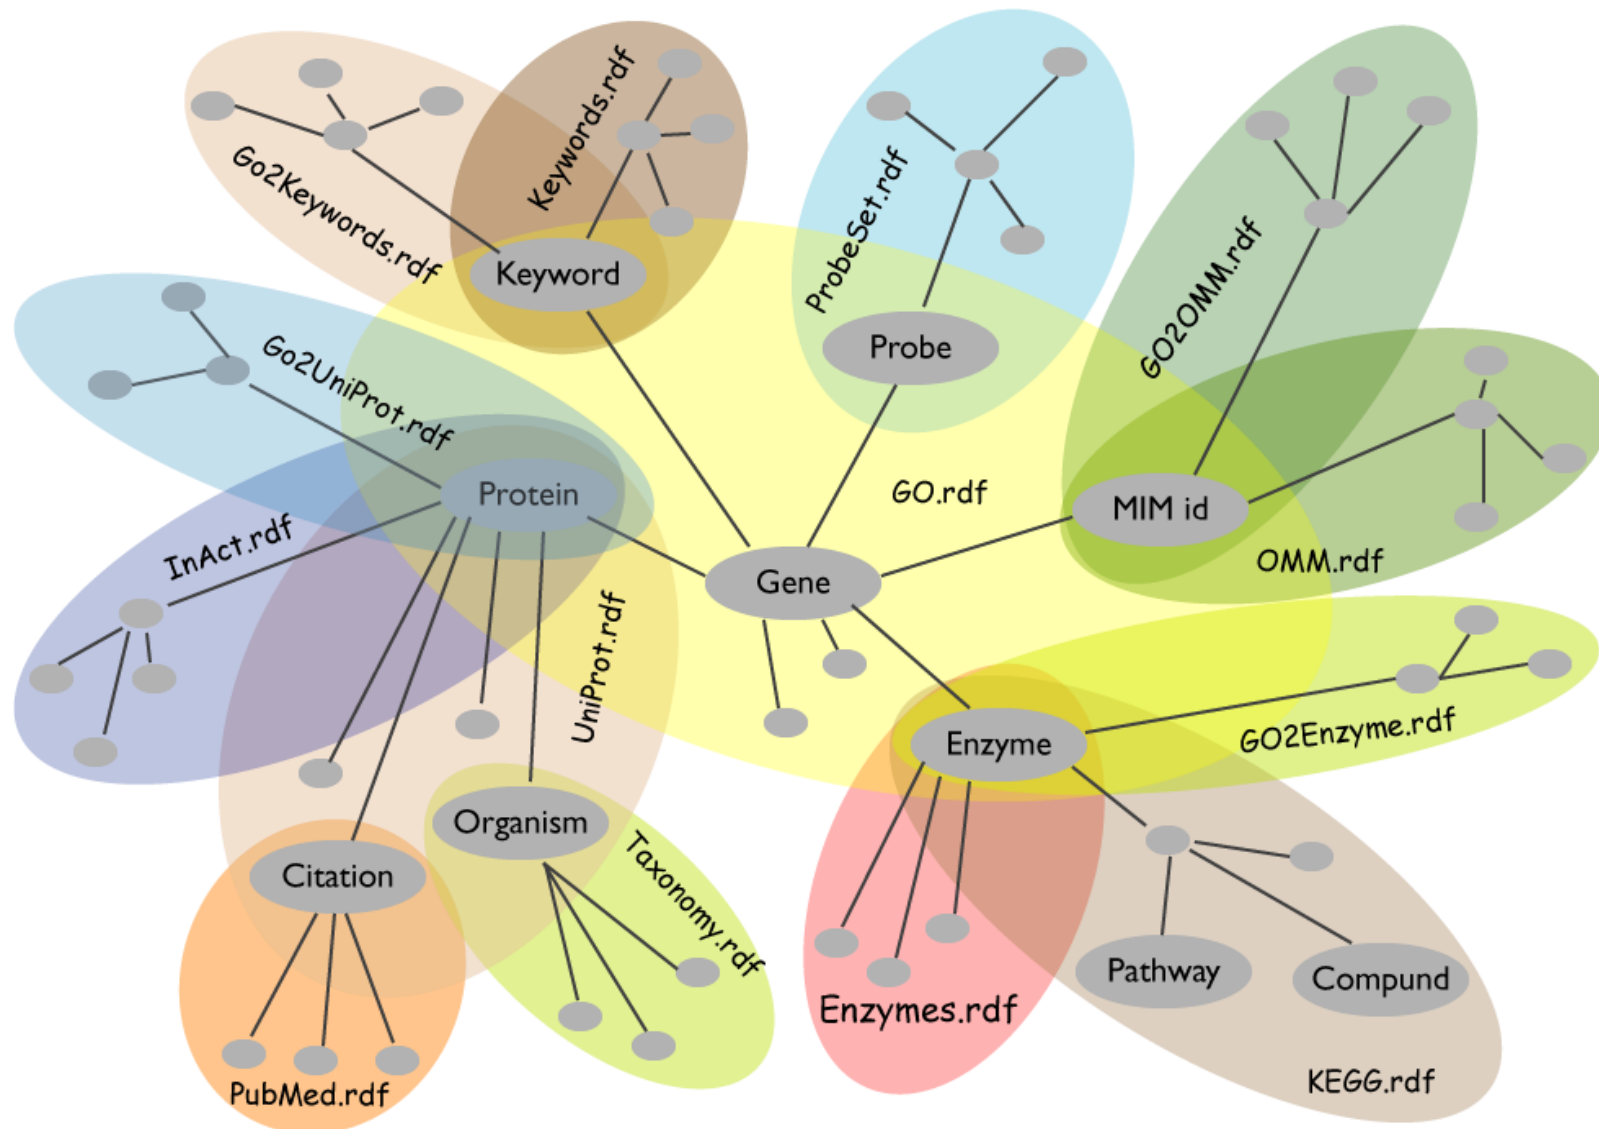 Keywords.rdf
Go2Keywords.rdf
Keyword
ProbeSet.rdf
Probe
GO2OMM.rdf
Go2UniProt.rdf
Protein
GO.rdf
MIM id
InAct.rdf
OMM.rdf
Gene
UniProt.rdf
Enzyme
GO2Enzyme.rdf
Organism
Taxonomy.rdf
Citation
Pathway
Compund
Enzymes.rdf
PubMed.rdf
KEGG.rdf